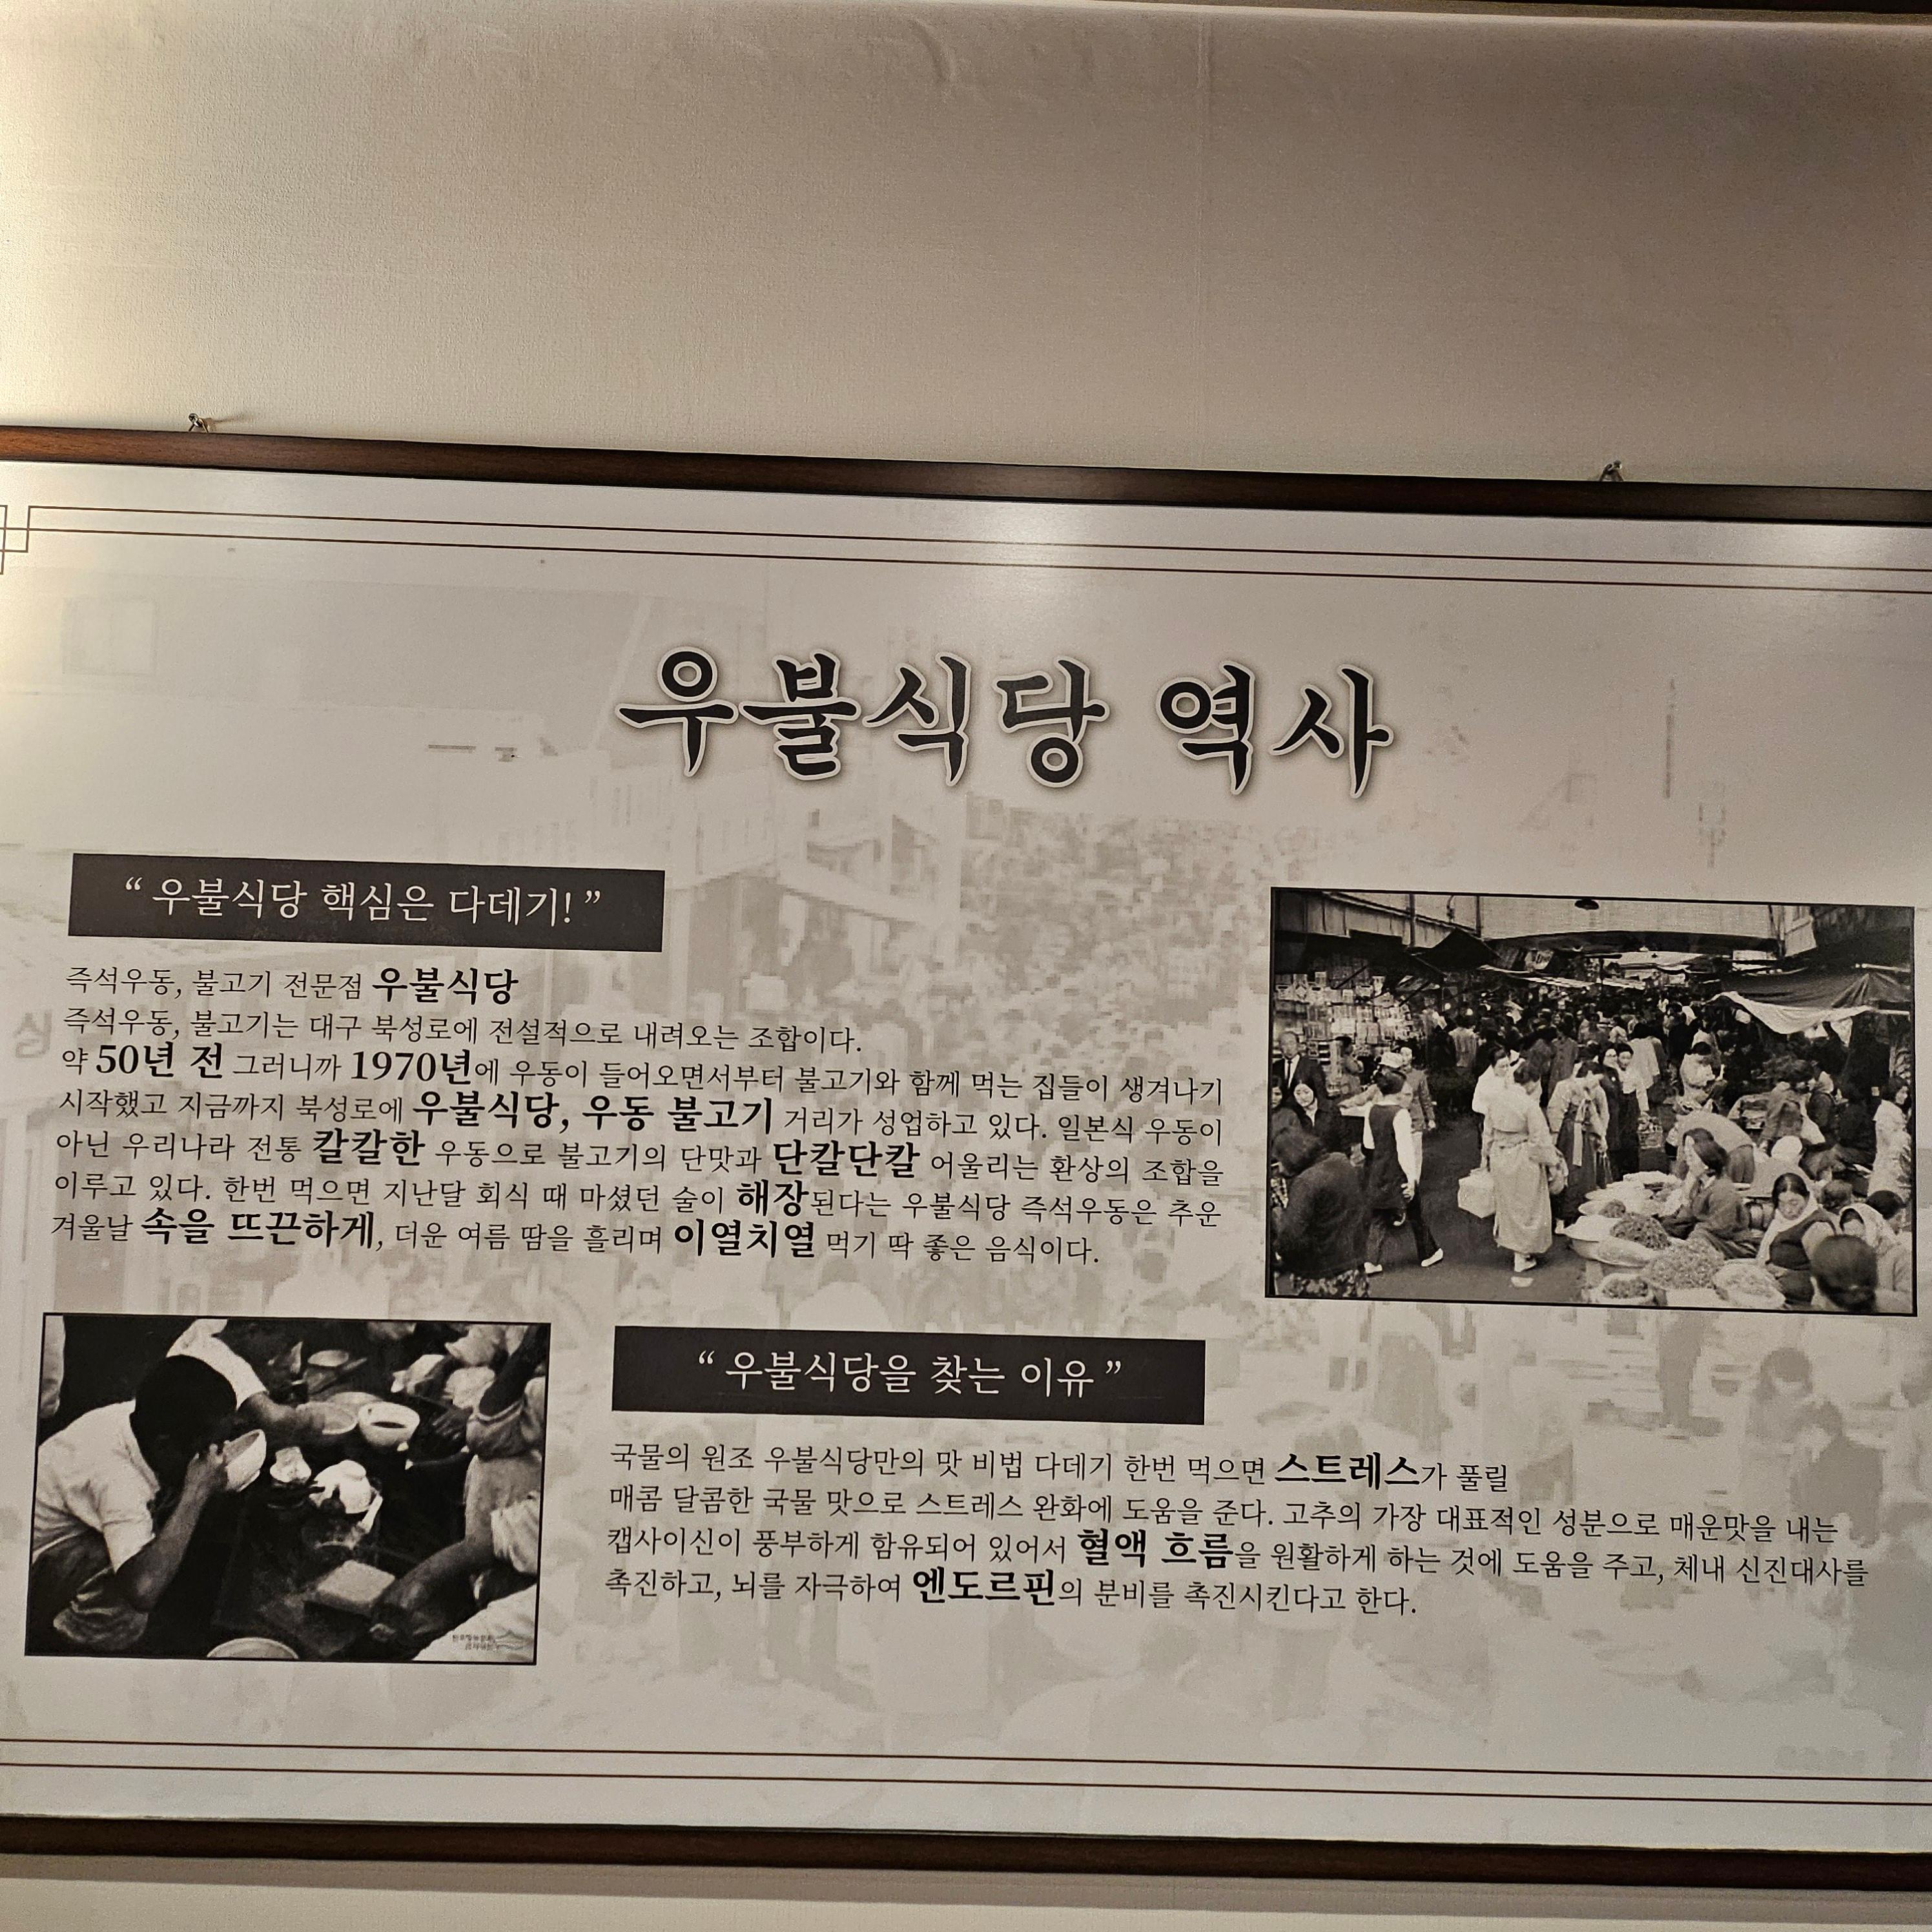 우불식당 역사
“ 우불식당 핵심은 다데기! ”
즉석우동, 불고기 전문점 우불식당
즉석우동, 불고기는 대구 북성로에 전설적으로 내려오는 조합이다.
약 50년 전 그러니까 1970년에 우동이 들어오면서부터 불고기와 함께 먹는 집들이 생겨나기
시작했고 지금까지 북성로에 우불식당, 우동 불고기 거리가 성업하고 있다. 일본식 우동이
아닌 우리나라 전통 칼칼한 우동으로 불고기의 단맛과 단칼단칼 어울리는 환상의 조합을
이루고 있다. 한번 먹으면 지난달 회식 때 마셨던 술이 해장된다는 우불식당 즉석우동은 추운
겨울날 속을 뜨끈하게, 더운 여름 땀을 흘리며 이열치열 먹기 딱 좋은 음식이다.
“ 우불식당을 찾는 이유 ”
국물의 원조 우불식당만의 맛 비법 다데기 한번 먹으면 스트레스가 풀릴
매콤 달콤한 국물 맛으로 스트레스 완화에 도움을 준다. 고추의 가장 대표적인 성분으로 매운맛을 내는
캡사이신이 풍부하게 함유되어 있어서 혈액 흐름을 원활하게 하는 것에 도움을 주고, 체내 신진대사를
촉진하고, 뇌를 자극하여 엔도르핀의 분비를 촉진시킨다고 한다.